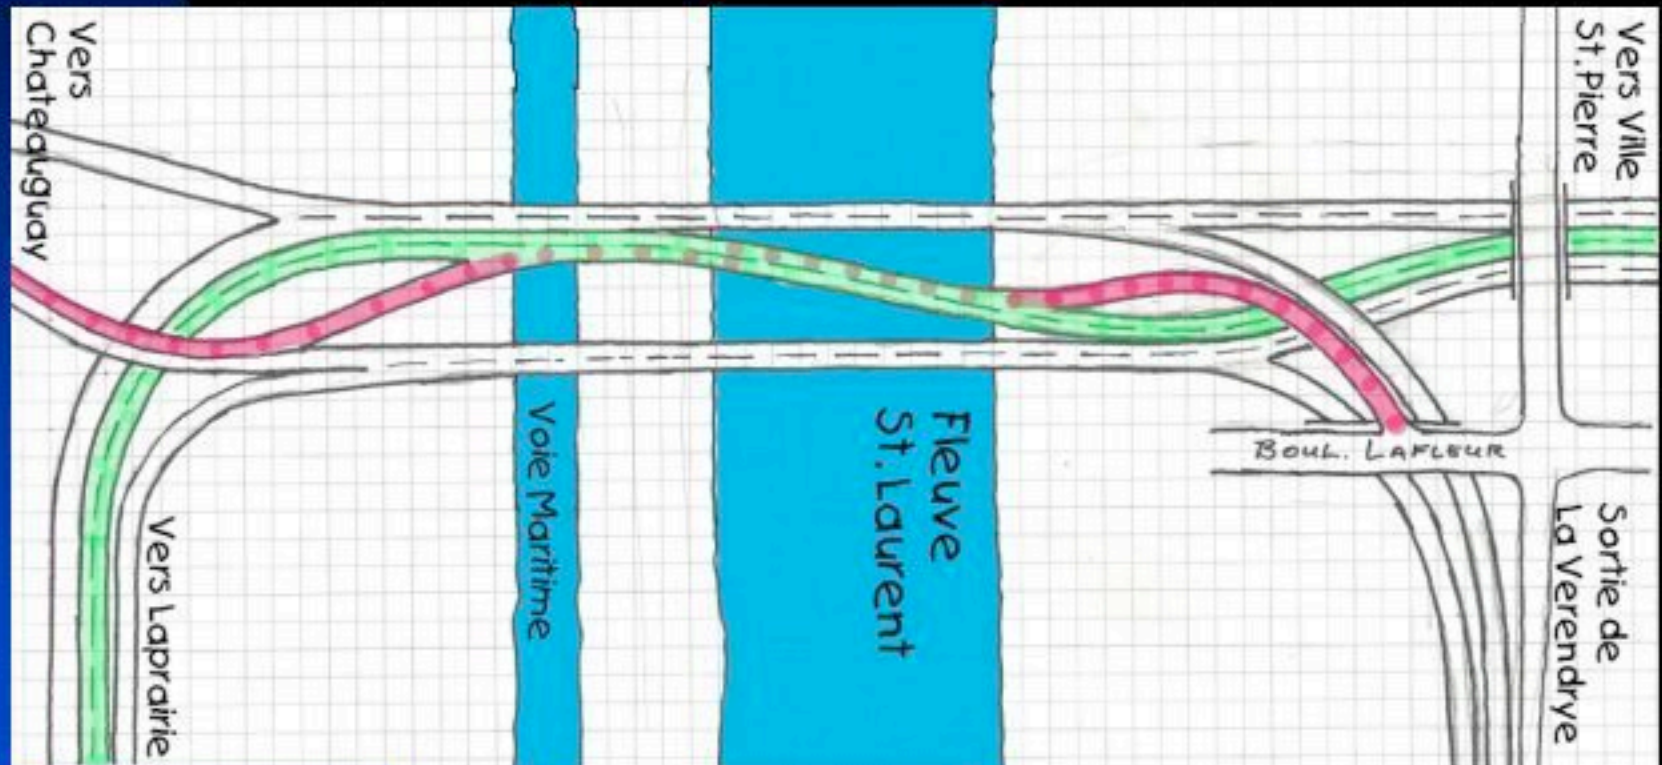 Vers
Chateauguay
Vers Ville
St.Pierre
Voie Maritime
Fleuve
St.Laurent
BOUL. LAFLEUR
Vers Laprairie
Sortie de
La Verendrye